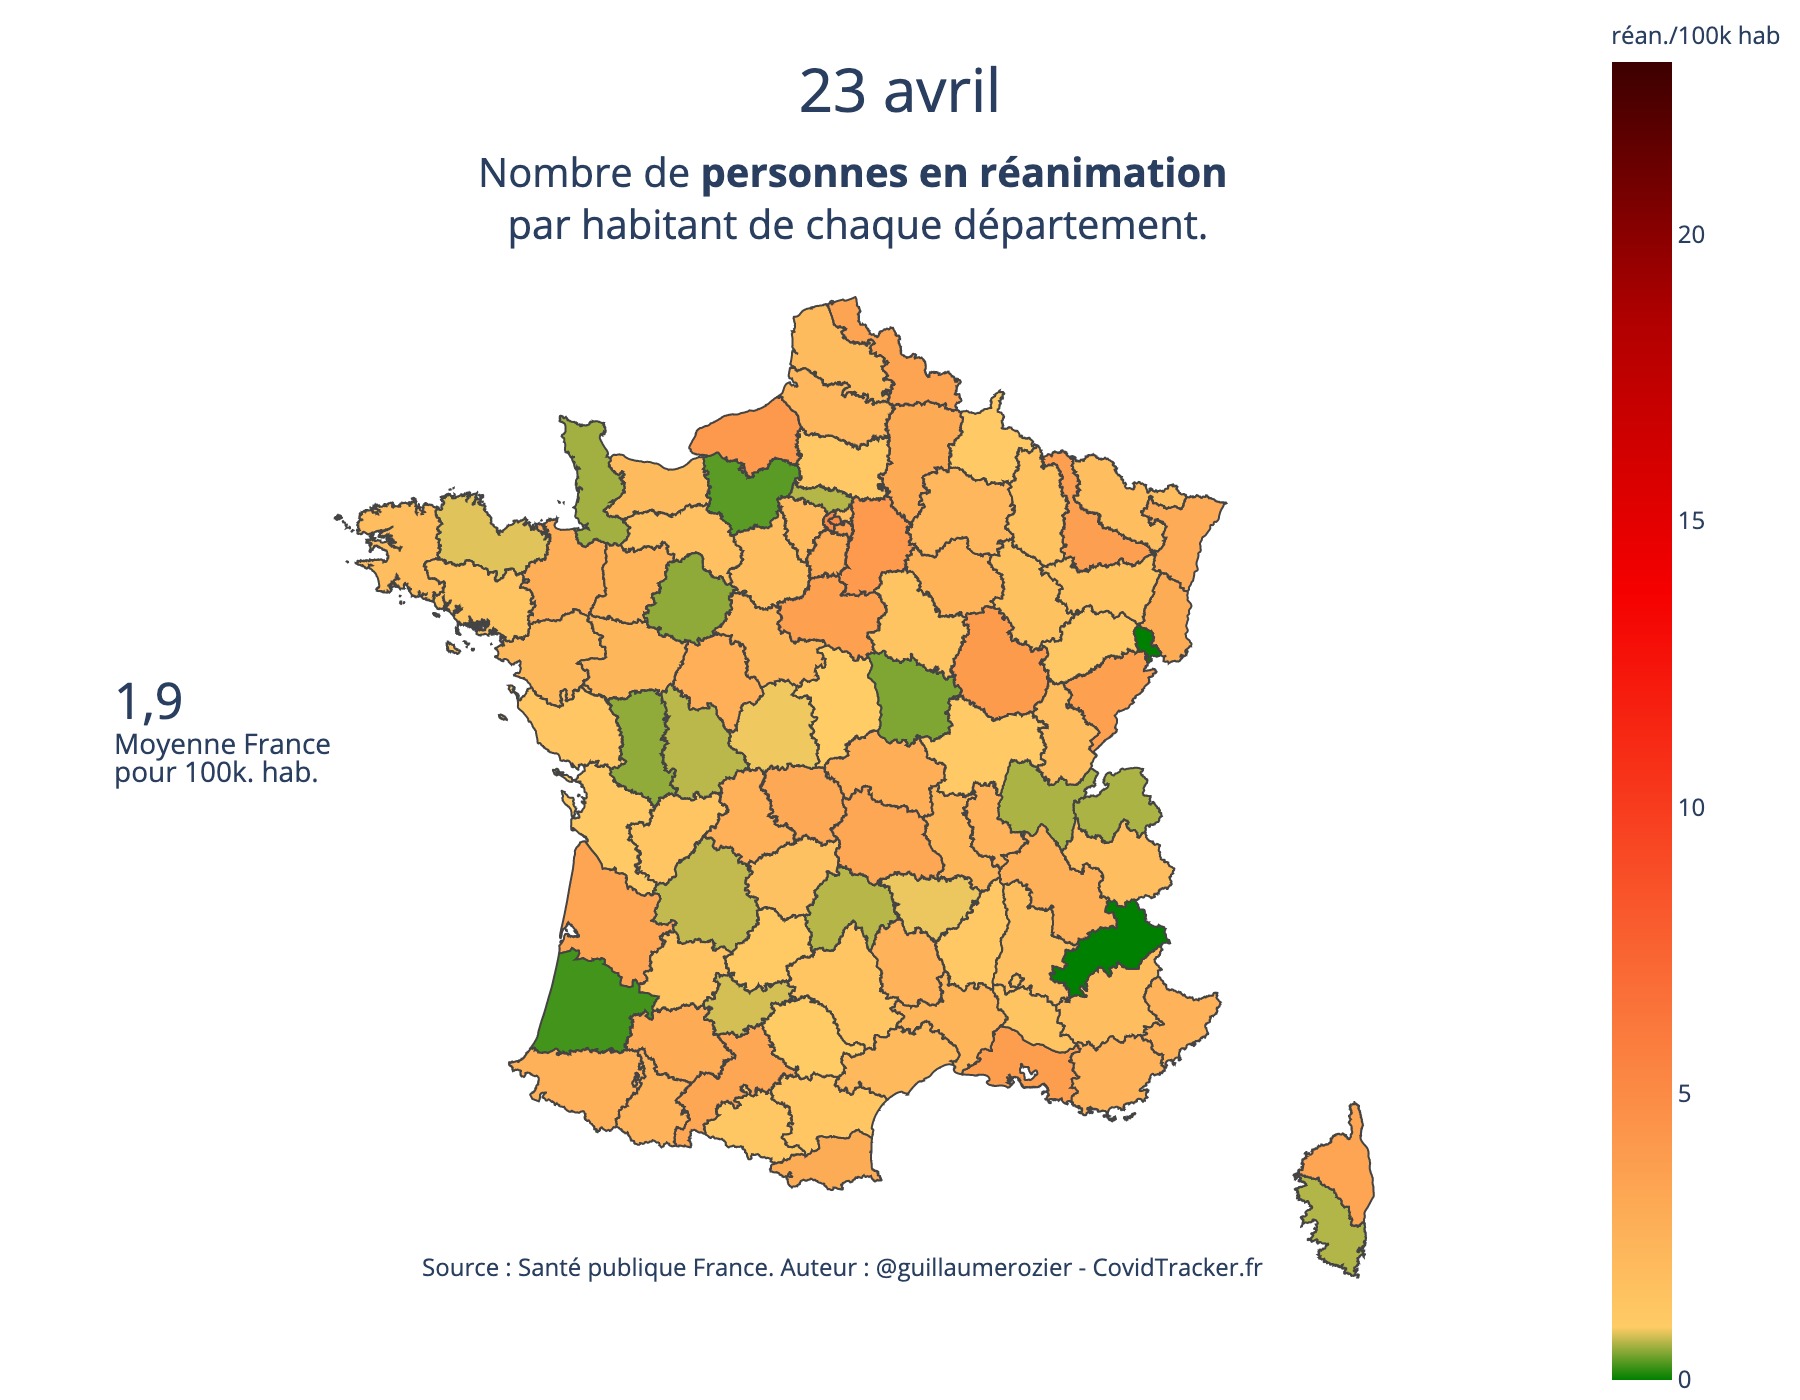 réan./100k hab
23 avril
Nombre de personnes en réanimation
par habitant de chaque département.
20
15
10
5
0
1,9
Moyenne France
pour 100k. hab.
Source : Santé publique France. Auteur : @guillaumerozier - CovidTracker.fr